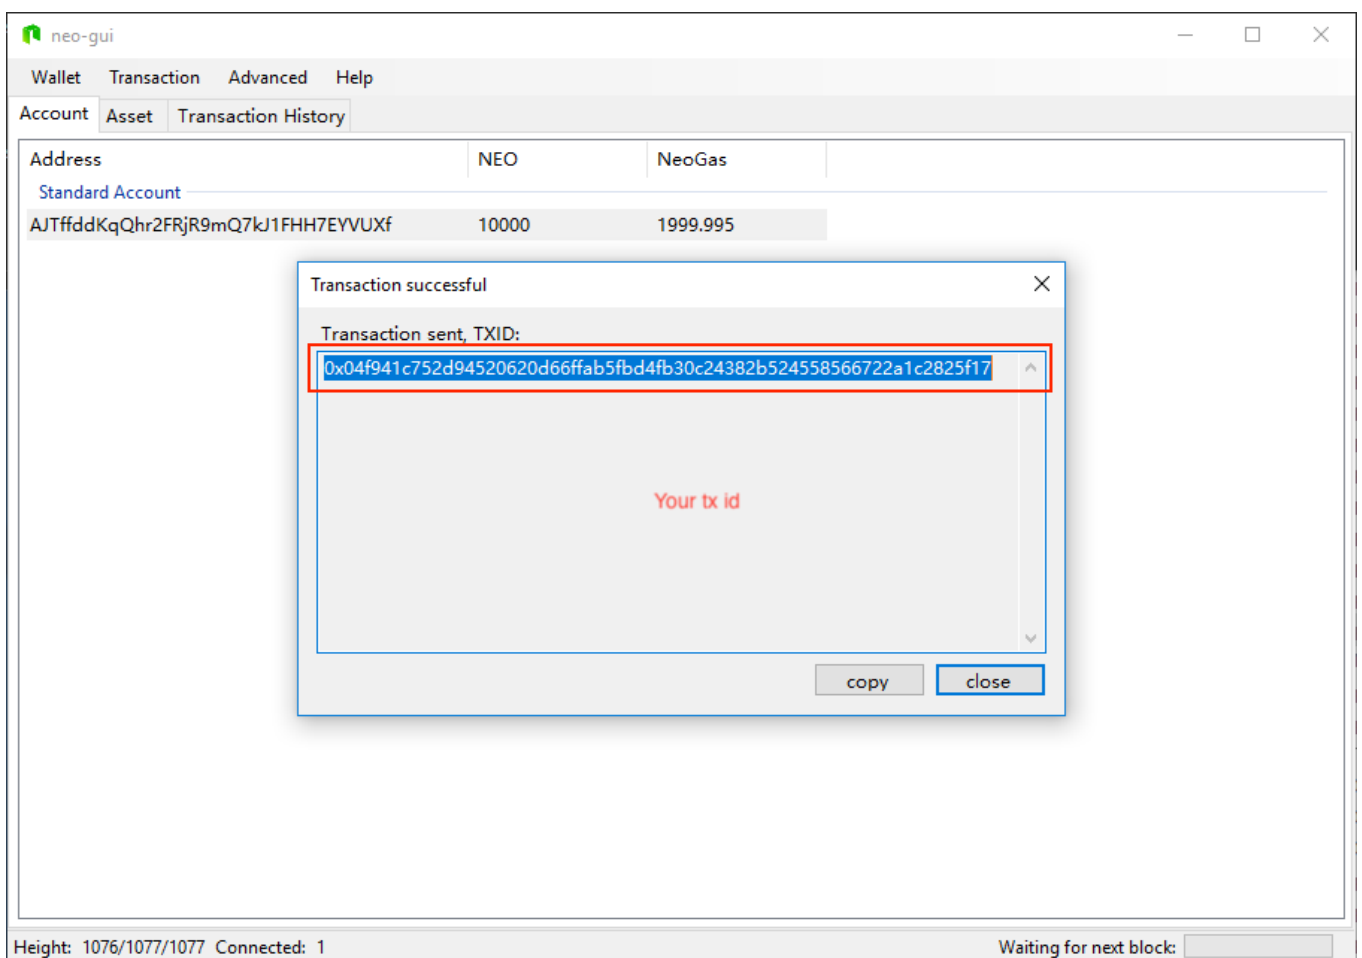 neo-gui
Wallet Transaction Advanced Help
Account Asset Transaction History
Address NEO NeoGas
Standard Account
AJTffddKqQhr2FRjR9mQ7kJ1FHH7EYVUXf 10000 1999.995
Transaction successful
Transaction sent, TXID:
0x04f941c752d94520620d66ffab5fbd4fb30c24382b524558566722a1c2825f17
Your tx id
copy close
Height: 1076/1077/1077 Connected: 1 Waiting for next block: